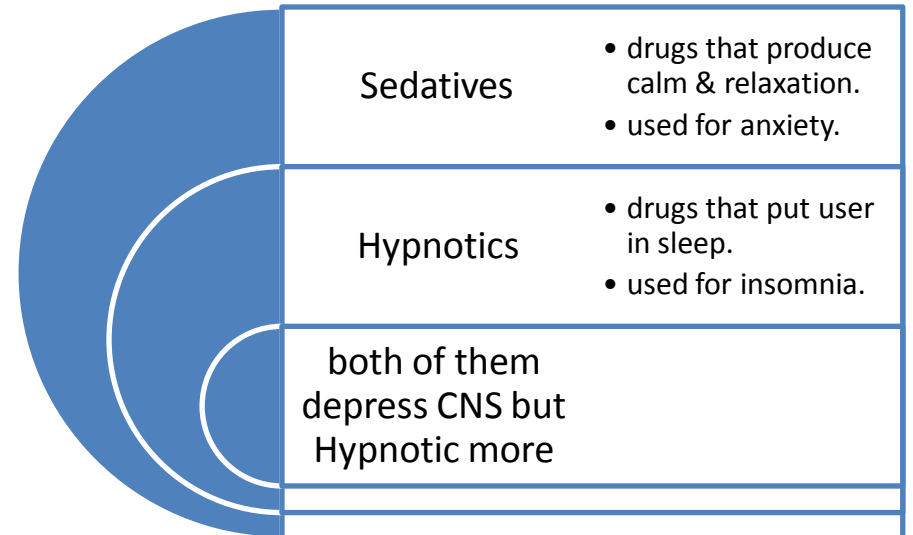 Sedatives
• drugs that produce
calm & relaxation.
• used for anxiety.
Hypnotics
• drugs that put user
in sleep.
• used for insomnia.
both of them
depress CNS but
Hypnotic more